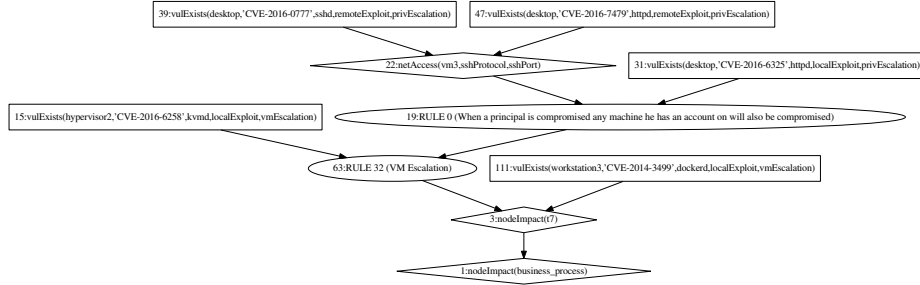 39:vulExists(desktop,'CVE-2016-0777',sshd,remoteExploit,privEscalation)
47:vulExists(desktop,'CVE-2016-7479',httpd,remoteExploit,privEscalation)
22:netAccess(vm3,sshProtocol,sshPort)
31:vulExists(desktop,'CVE-2016-6325',httpd,localExploit,privEscalation)
15:vulExists(hypervisor2,'CVE-2016-6258',kvmd,localExploit,vmEscalation)
19:RULE 0 (When a principal is compromised any machine he has an account on will also be compromised)
63:RULE 32 (VM Escalation)
111:vulExists(workstation3,'CVE-2014-3499',dockerd,localExploit,vmEscalation)
3:nodeImpact(t7)
1:nodeImpact(business_process)